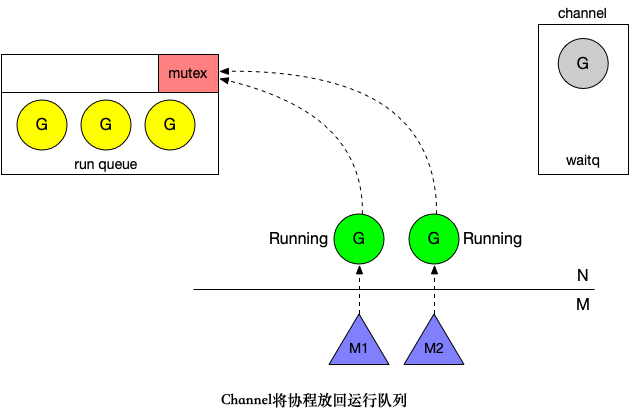 channel
mutex
G
G
G
G
run queue
waitq
Running
G
G
Running
N
M
M1
M2
Channel将协程放回运行队列